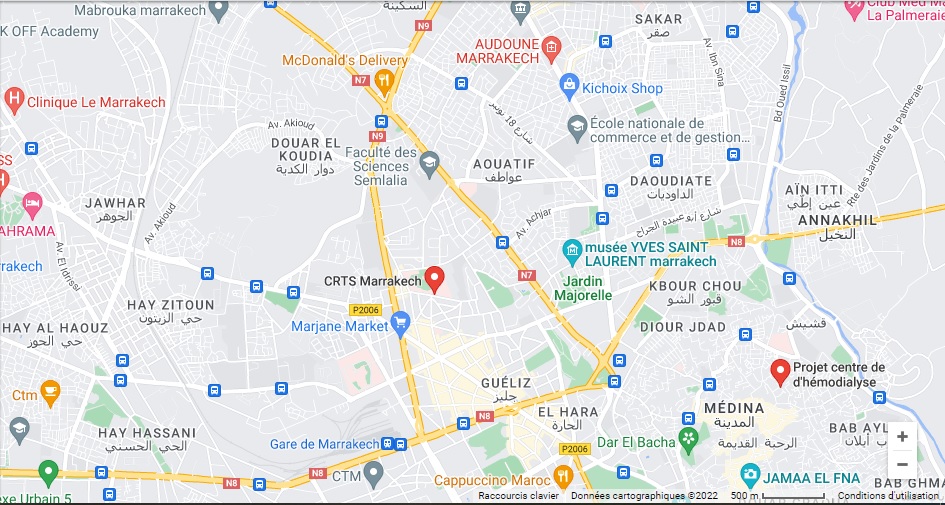 Mabrouka marrakech
السكينة
N9
SAKAR
صقر
Club Med Ma
La Palmeraie
K OFF Academy
AUDOUNE
MARRAKECH
McDonald's Delivery
N7
Kichoix Shop
Av. Ibn Sina
Bd Oued Issil
Rte des Jardins de la Palmeraie
Clinique Le Marrakech
شارع 18 نونبر
École nationale de
commerce et de gestion...
Av. Akioud
N9
DOUAR EL
KOUDIA
دوار الكدية
Faculté des
Sciences
Semlalia
AOUATIF
عواطف
SS
DAOUDIATE
الداوديات
AÏN ITTI
عين إطي
JAWHAR
الجوهر
Av. Akioud
AHRAMA
Av. Achjar
شارع أبو عبيدة الجراح
ANNAKHIL
النخيل
N8
Av. El Idrissi
musée YVES SAINT
LAURENT marrakech
rrakech
CRTS Marrakech
N7
Jardin
Majorelle
KBOUR CHOU
قبور الشو
HAY ZITOUN
حي الزيتون
P2006
Marjane Market
HAY AL HAOUZ
حي الحوز
DIOUR JDAD
قشيش
Projet centre de
d'hémodialyse
GUÉLIZ
جليز
Ctm
N8
EL HARA
الحارة
MÉDINA
المدينة
HAY HASSANI
الحي الحسني
Gare de Marrakech
Dar El Bacha
الرحبة القديمة
BAB AYL
باب أيلان
P2006
CTM
N8
N8
Cappuccino Maroc
JAMAA EL FNA
BAB GHM
exe Urbain 5
Raccourcis clavier
Données cartographiques ©2022
500 m
Conditions d'utilisation